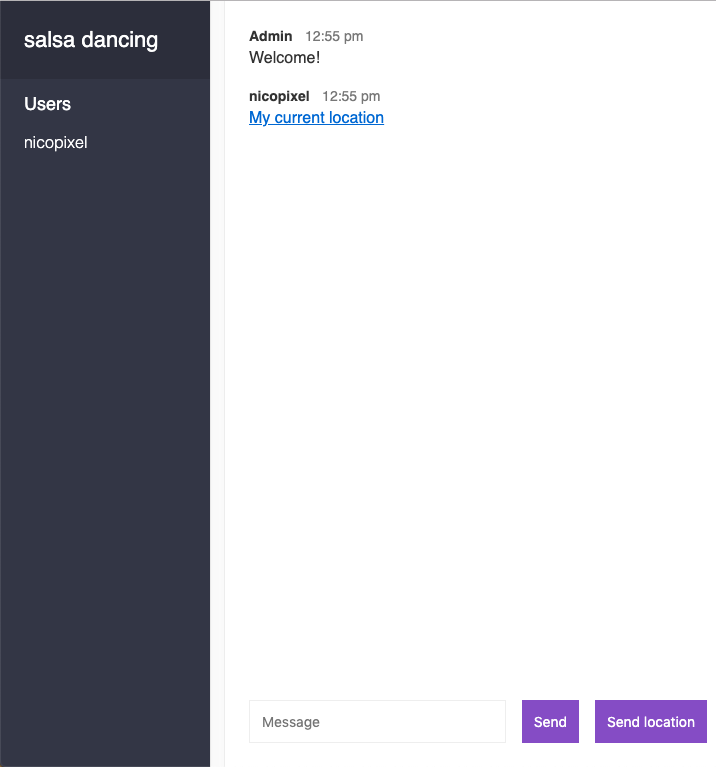 salsa dancing
Users
nicopixel
Admin 12:55 pm
Welcome!
nicopixel 12:55 pm
My current location
Message
Send
Send location